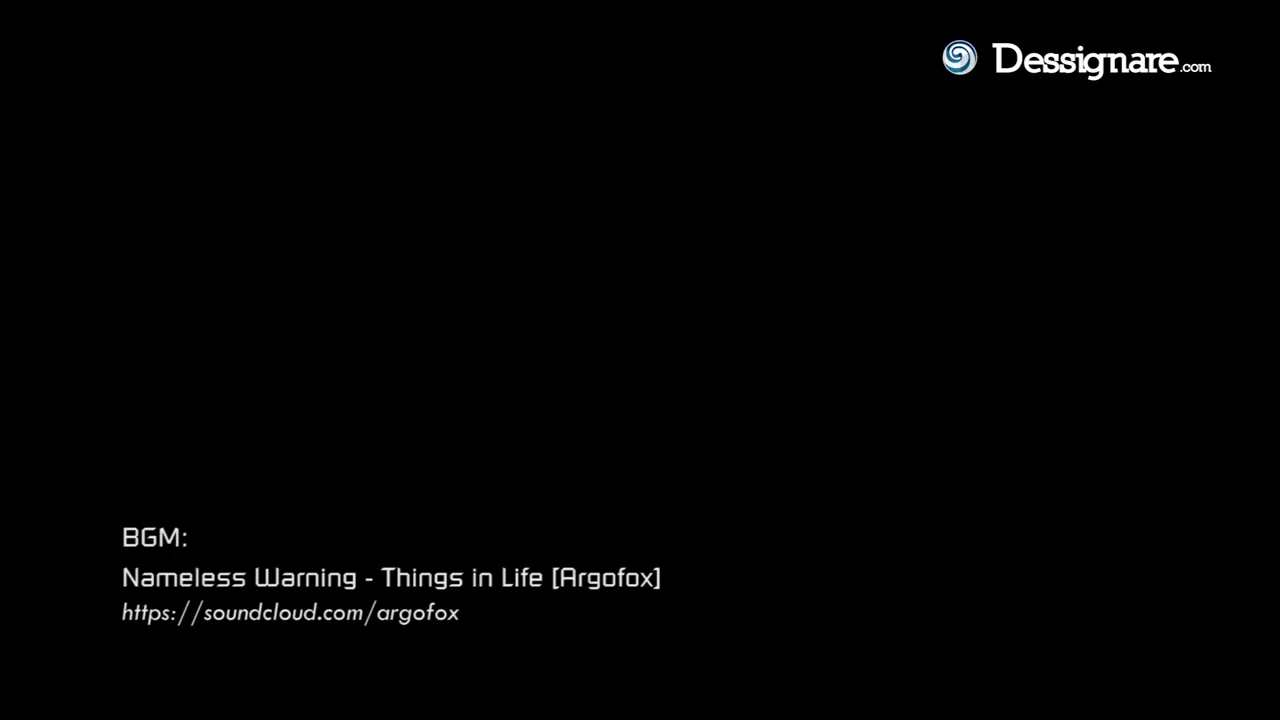 Dessignare.com
BGM:
Nameless Warning - Things in Life [Argofox]
https://soundcloud.com/argofox